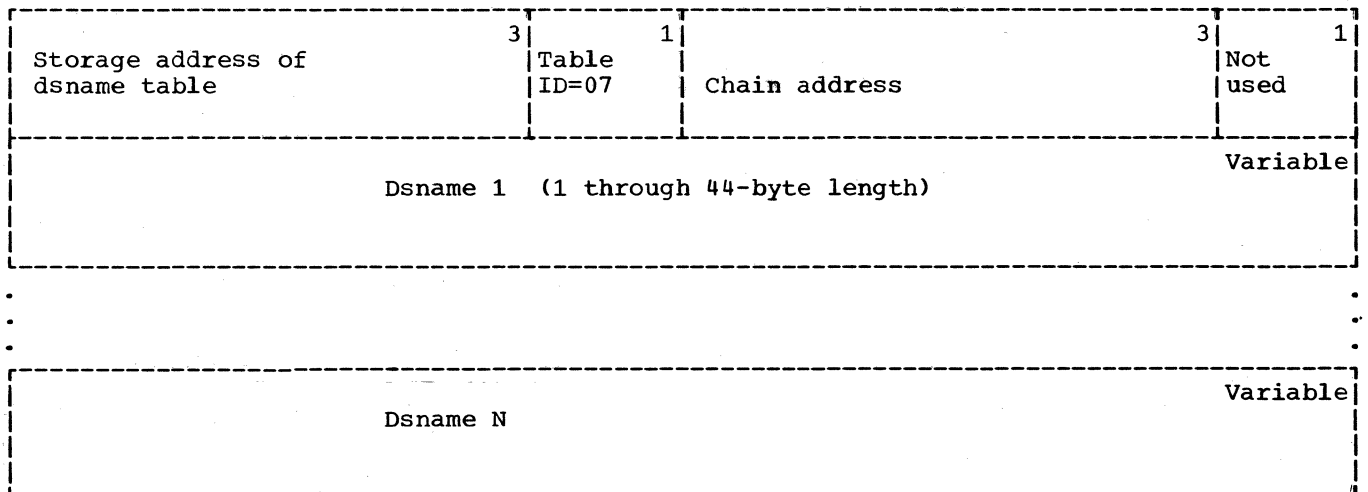 3 1 3 1
Storage address of Table Not
dsname table ID=07 Chain address used
Variable
Dsname 1 (1 through 44-byte length)
Variable
Dsname N